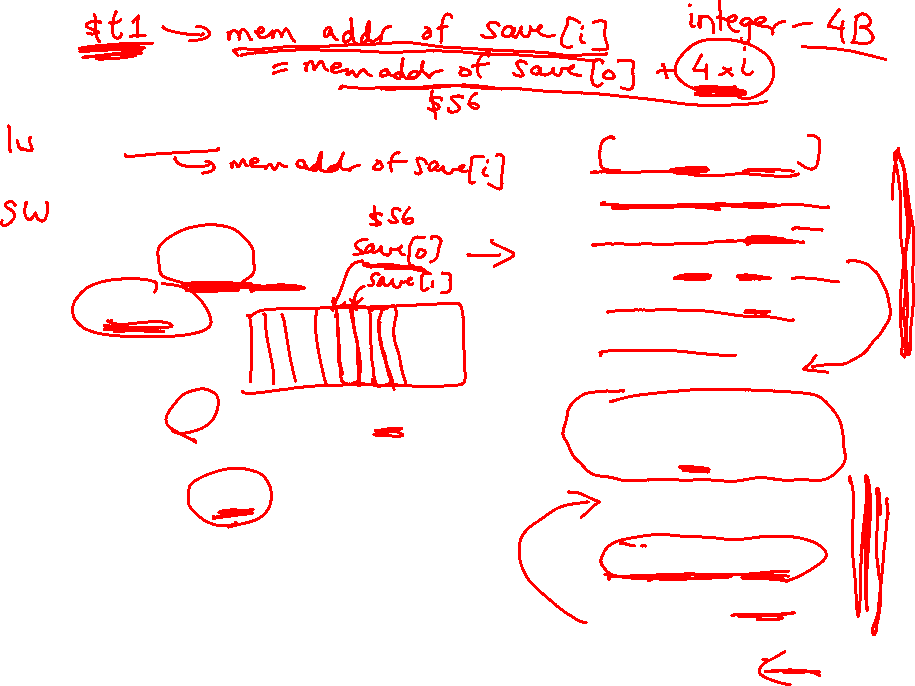 $t1 → mem addr of save[i]
integer - 4B
= mem addr of save[0] + 4xi
$S6
lw
→ mem addr of save[i]
sw
$S6
save[0]
save[i]